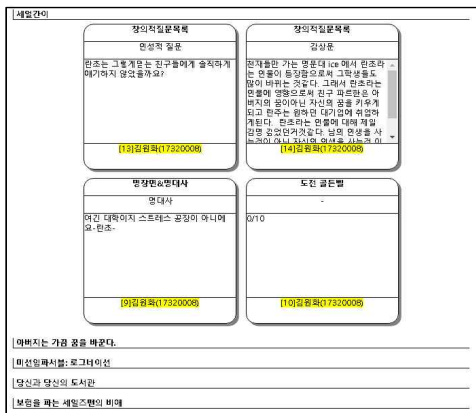 세일간이
창의적질문목록
인성적 질문
란초는 그렇게믿는 친구들에게 솔직하게
얘기하지 않았을까요?
[13]김원화(17320008)
창의적질문목록
감상문
천재들만 가는 명문대 ice 에서 란초라
는 인물이 등장함으로써 그학생들도
많이 바뀌는 것같다. 그래서 란초라는
인물에 영향으로써 친구 파르한은 아
버지의 꿈이아닌 자신의 꿈을 키우게
되고 란주는 원하던 대기업에 취업하
게된다. 란초라는 인물에 대해 제일
감명 깊었던거것같다. 남의 인생을 사
는것이 아닌 자신의 인생을 사는것 이
[14]김원화(17320008)
명장면&명대사
명대사
여긴 대학이지 스트레스 공장이 아니에
요-란초-
[9]김원화(17320008)
도전 골든벨
-
0/10
[10]김원화(17320008)
아버지는 가끔 꿈을 바꾼다.
미션임파서블: 로그네이션
당신과 당신의 도서관
보험을 파는 세일즈맨의 비애